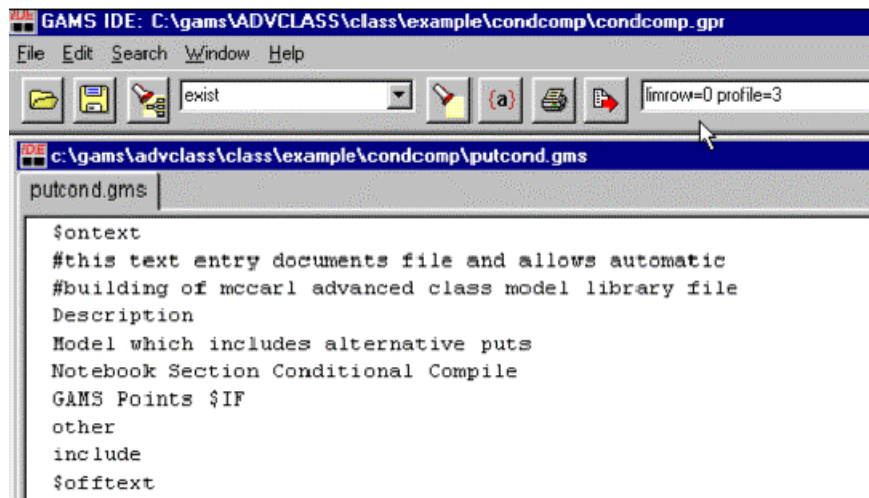 IDE GAMS IDE: C:\gams\ADVCLASS\class\example\condcomp\condcomp.gpr
File Edit Search Window Help
exist {a} limrow=0 profile=3
IDE c:\gams\advclass\class\example\condcomp\putcond.gms
putcond.gms
$ontext
#this text entry documents file and allows automatic
#building of mccarl advanced class model library file
Description
Model which includes alternative puts
Notebook Section Conditional Compile
GAMS Points $IF
other
include
$offtext